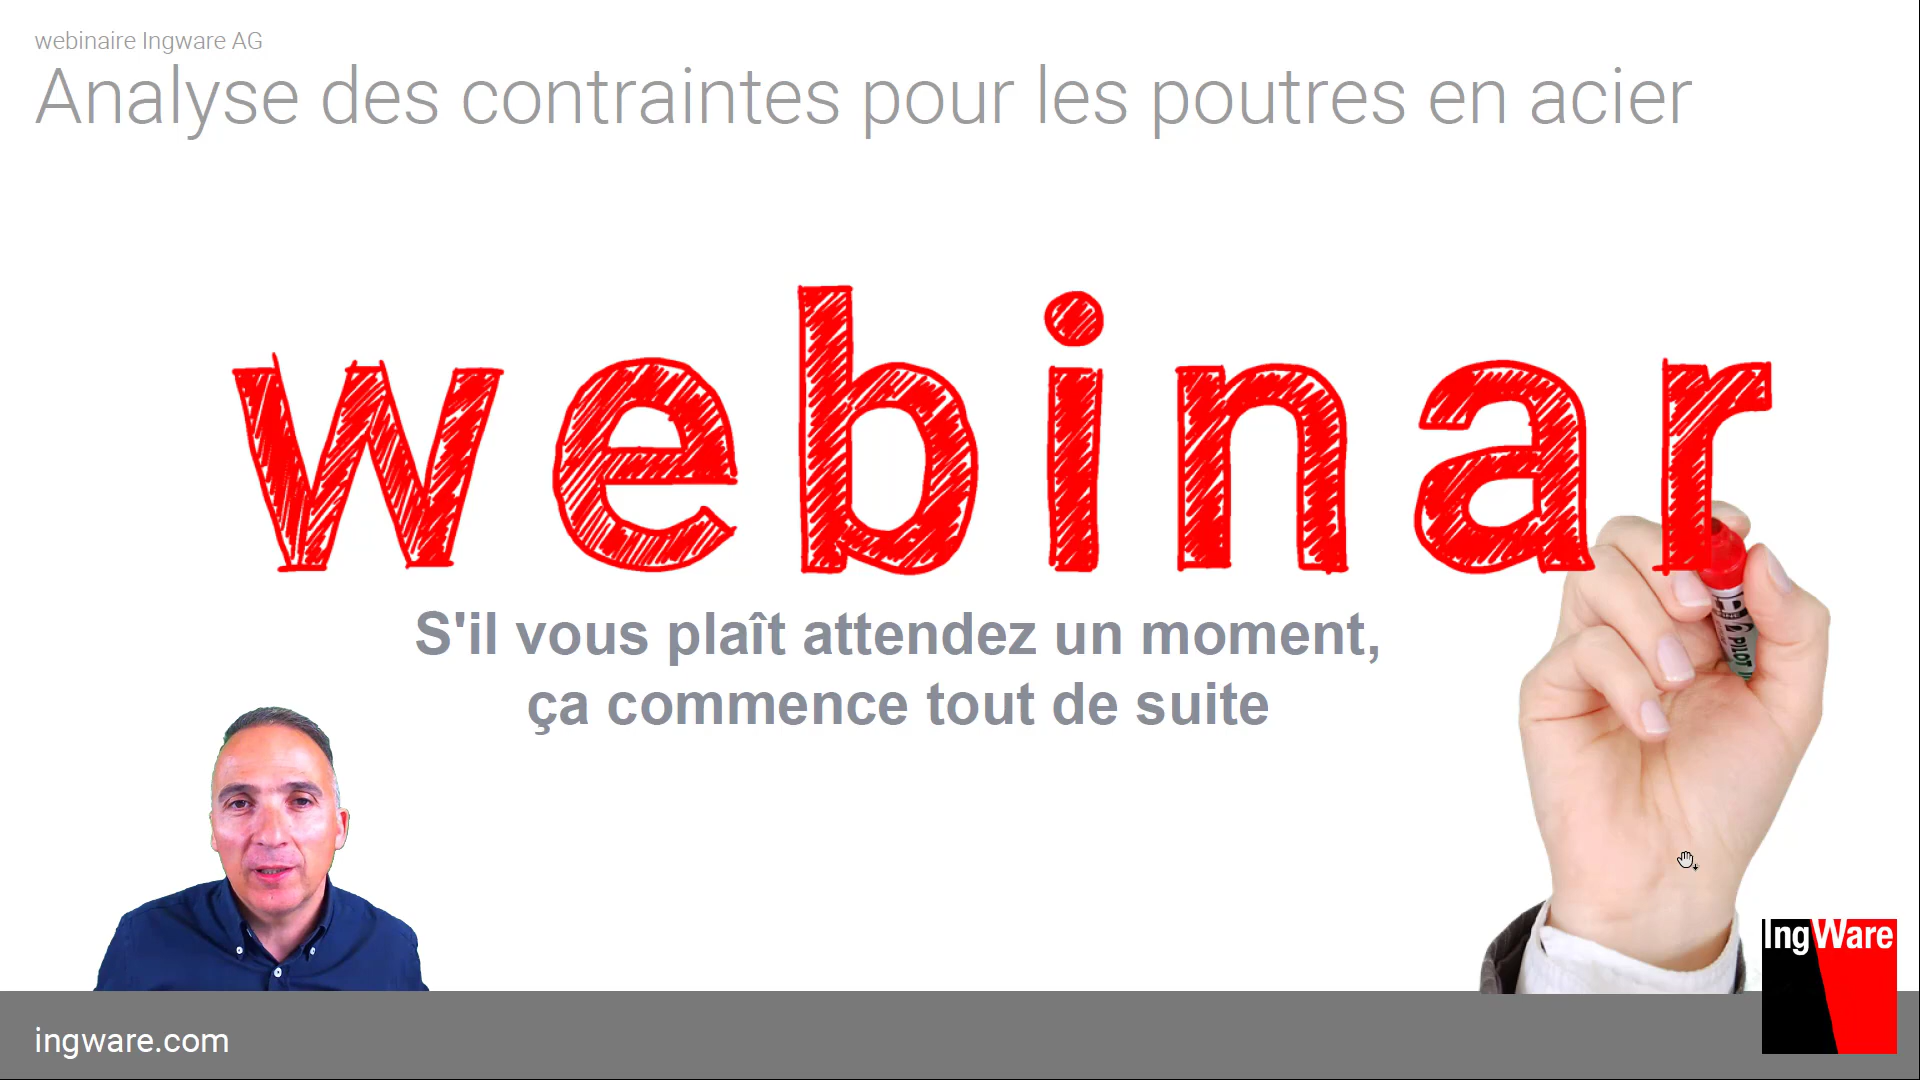 webinaire Ingware AG
Analyse des contraintes pour les poutres en acier
webinar
S'il vous plaît attendez un moment,
ça commence tout de suite
PILOT
IngWare
ingware.com